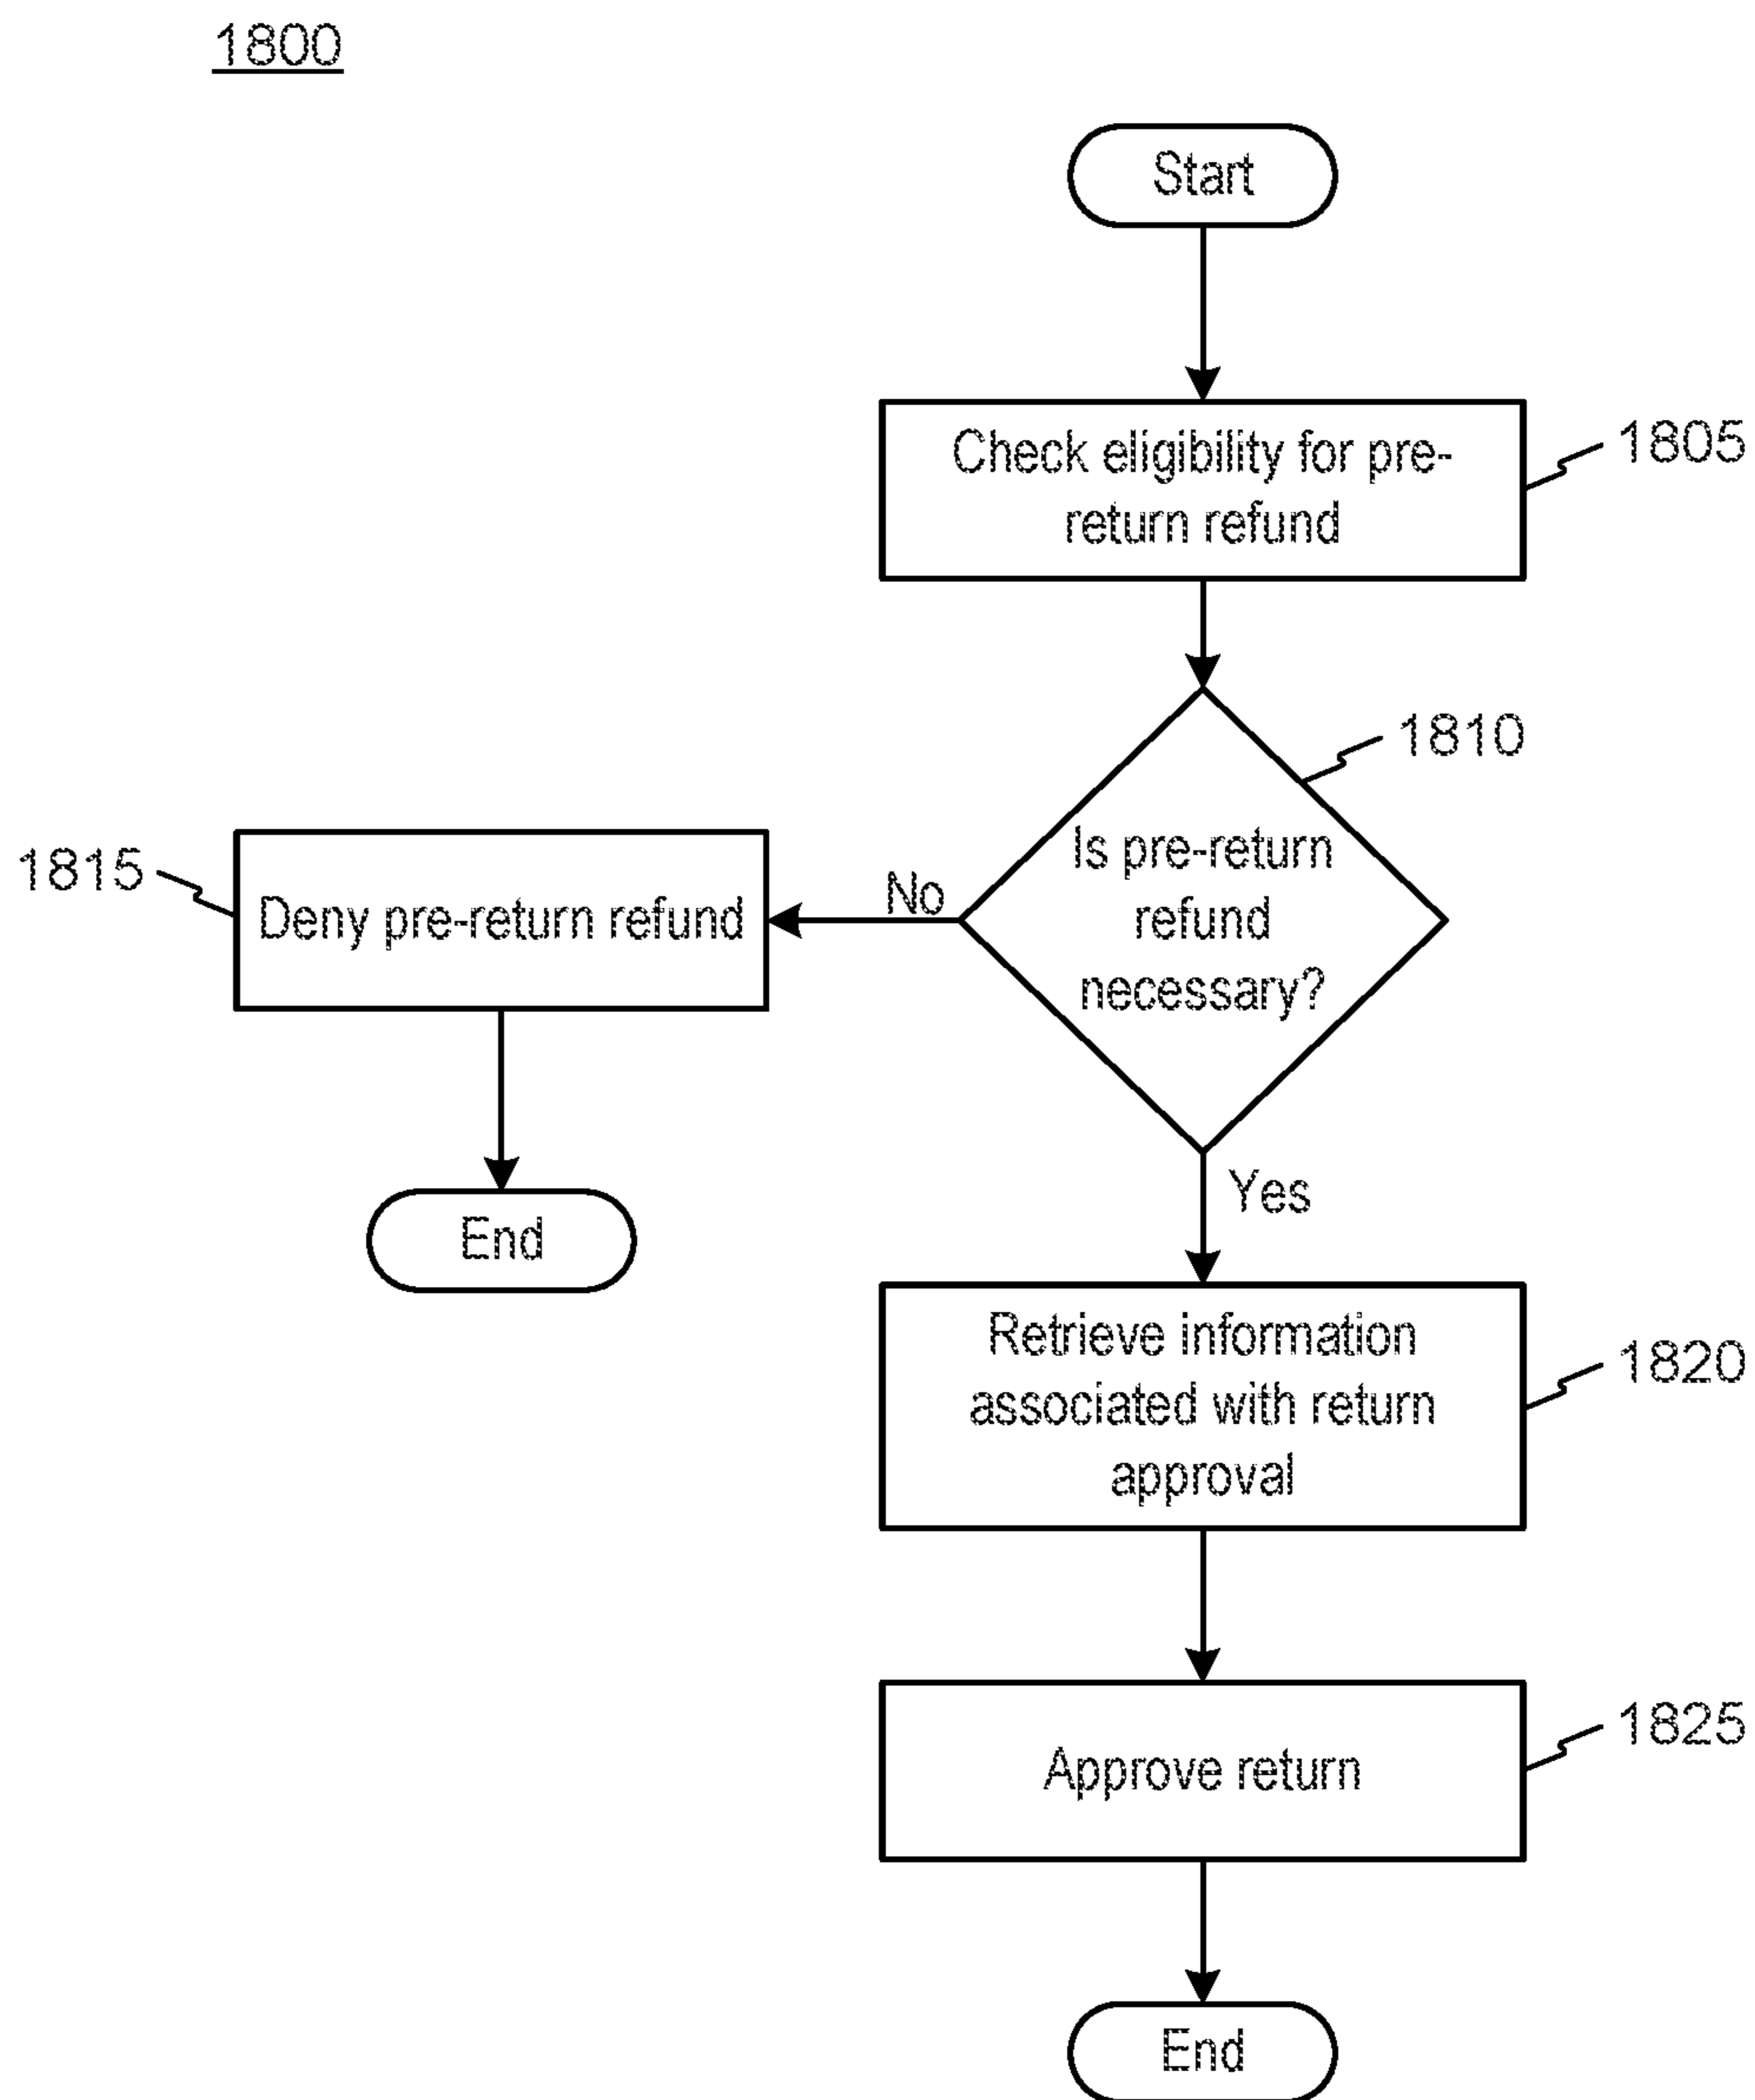 1800
Start
Check eligibility for pre-
return refund
1805
1810
Is pre-return
refund
necessary?
No
1815
Deny pre-return refund
End
Yes
Retrieve information
associated with return
approval
1820
Approve return
1825
End